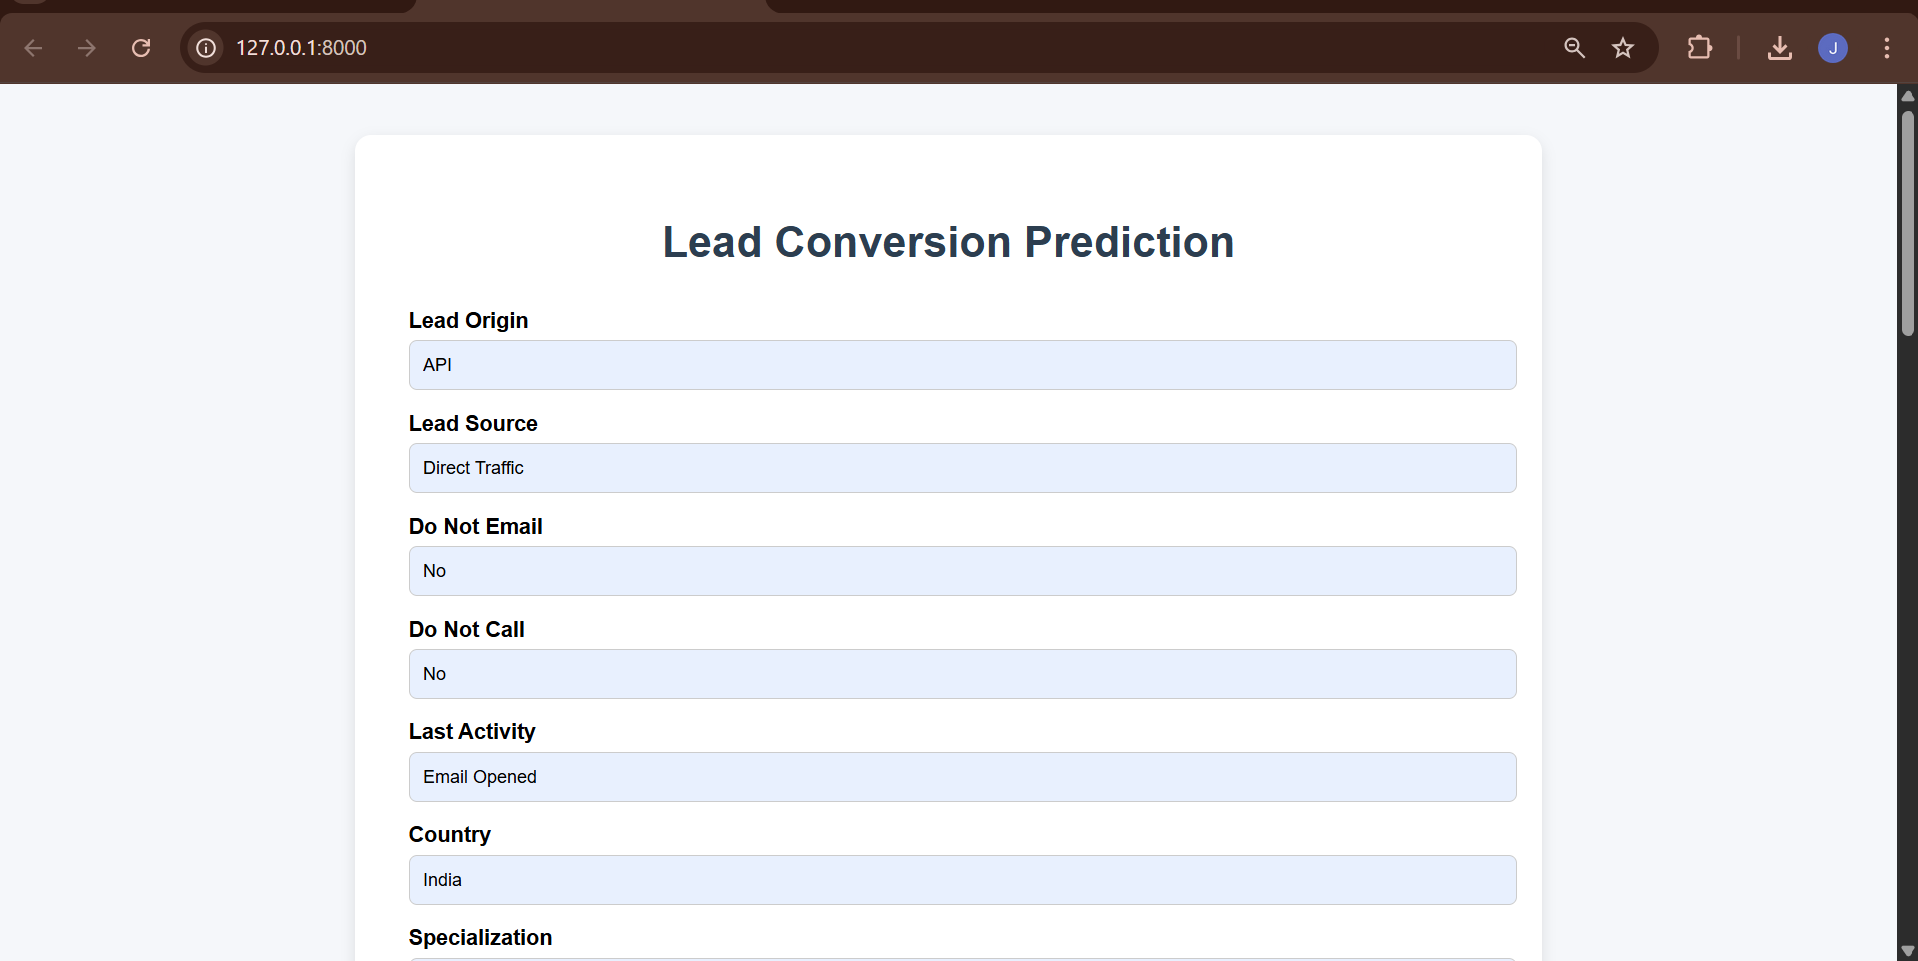 127.0.0.1:8000
J
Lead Conversion Prediction
Lead Origin
API
Lead Source
Direct Traffic
Do Not Email
No
Do Not Call
No
Last Activity
Email Opened
Country
India
Specialization